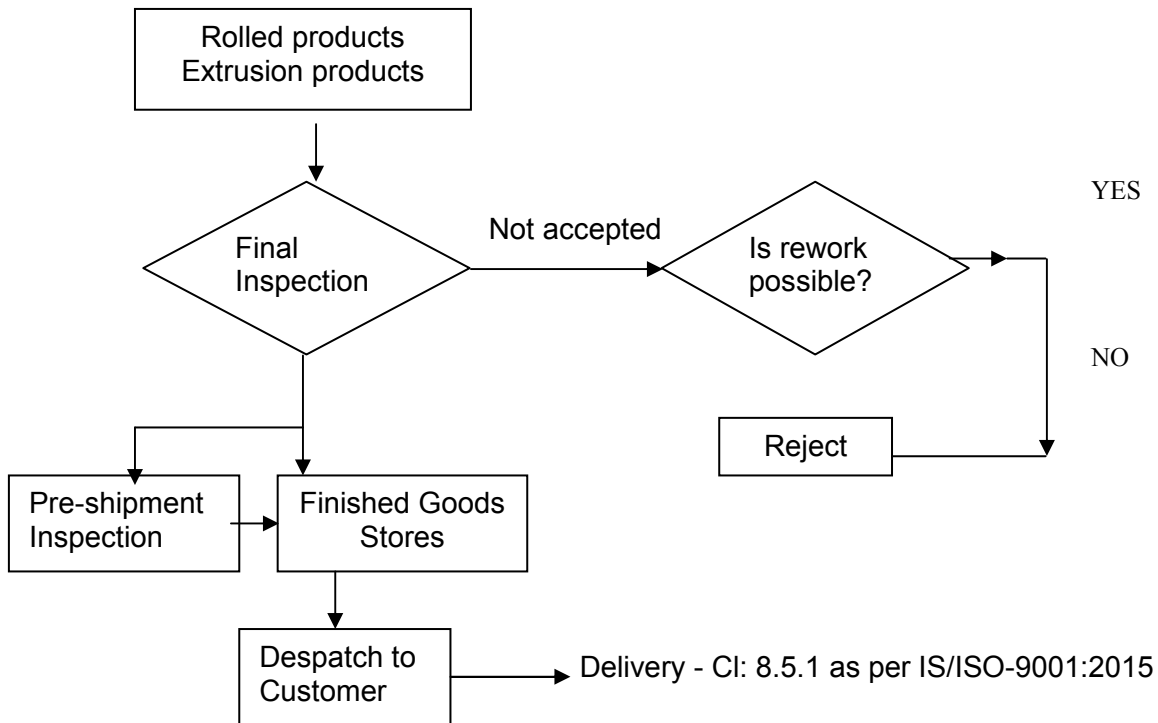 Rolled products
Extrusion products
YES
Not accepted
Final
Inspection
Is rework
possible?
NO
Reject
Pre-shipment
Inspection
Finished Goods
Stores
Despatch to
Customer
Delivery - Cl: 8.5.1 as per IS/ISO-9001:2015